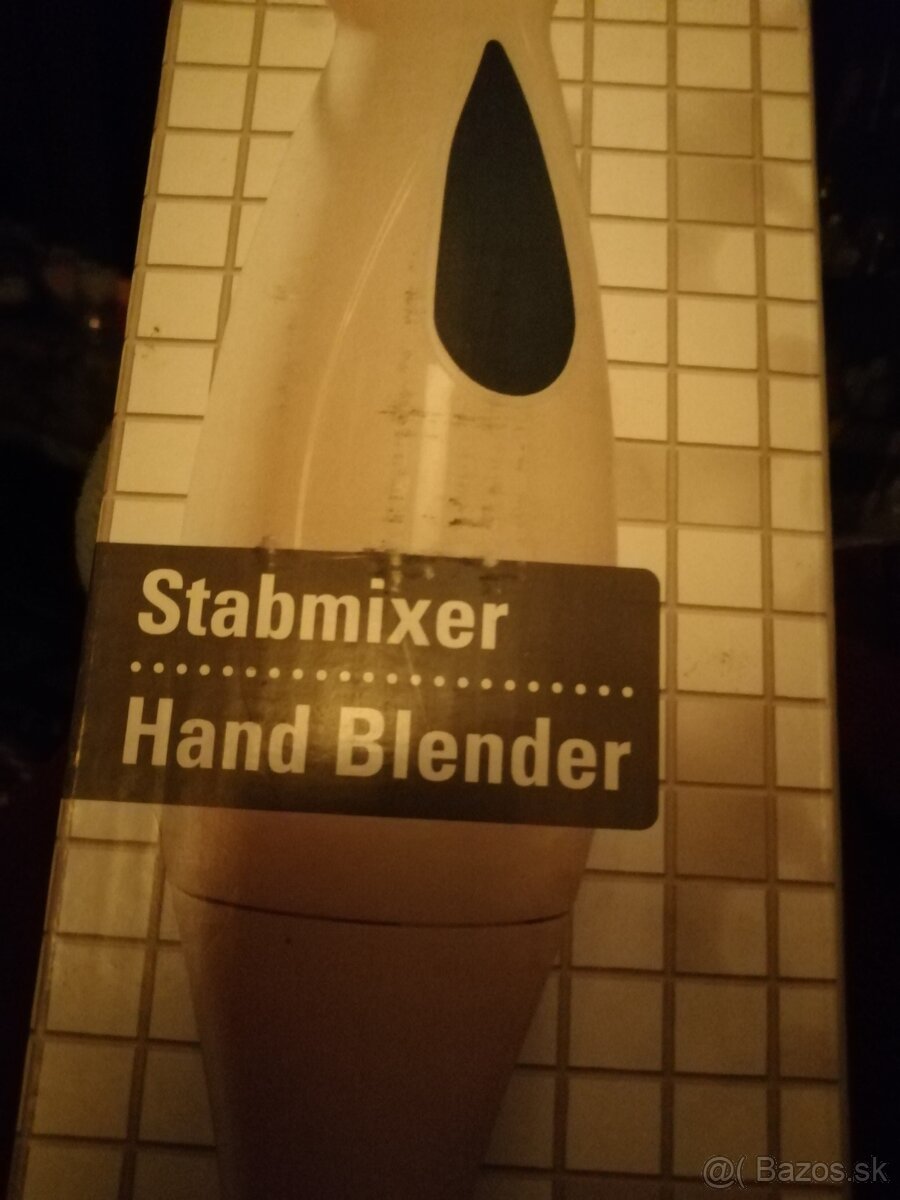 Stabmixer
Hand Blender
@( Bazos.sk